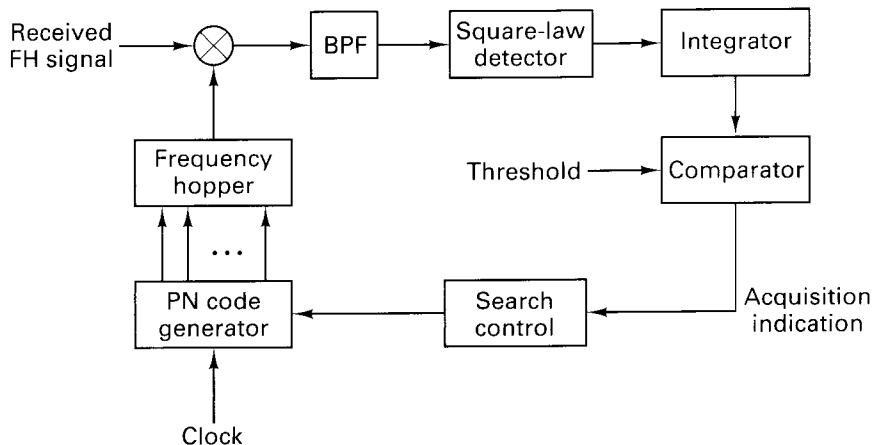 Received
FH signal
BPF
Square-law
detector
Integrator
Frequency
hopper
Threshold
Comparator
...
PN code
generator
Search
control
Acquisition
indication
Clock